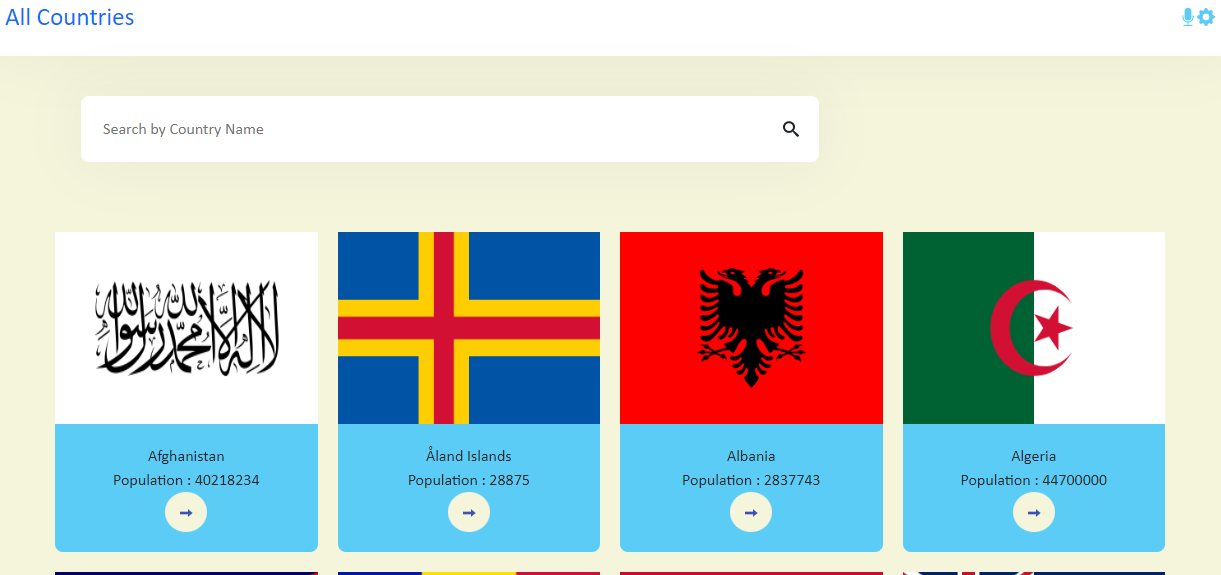 All Countries
Search by Country Name
لا إله إلا الله محمد رسول الله
Afghanistan
Population : 40218234
Åland Islands
Population : 28875
Albania
Population : 2837743
Algeria
Population : 44700000